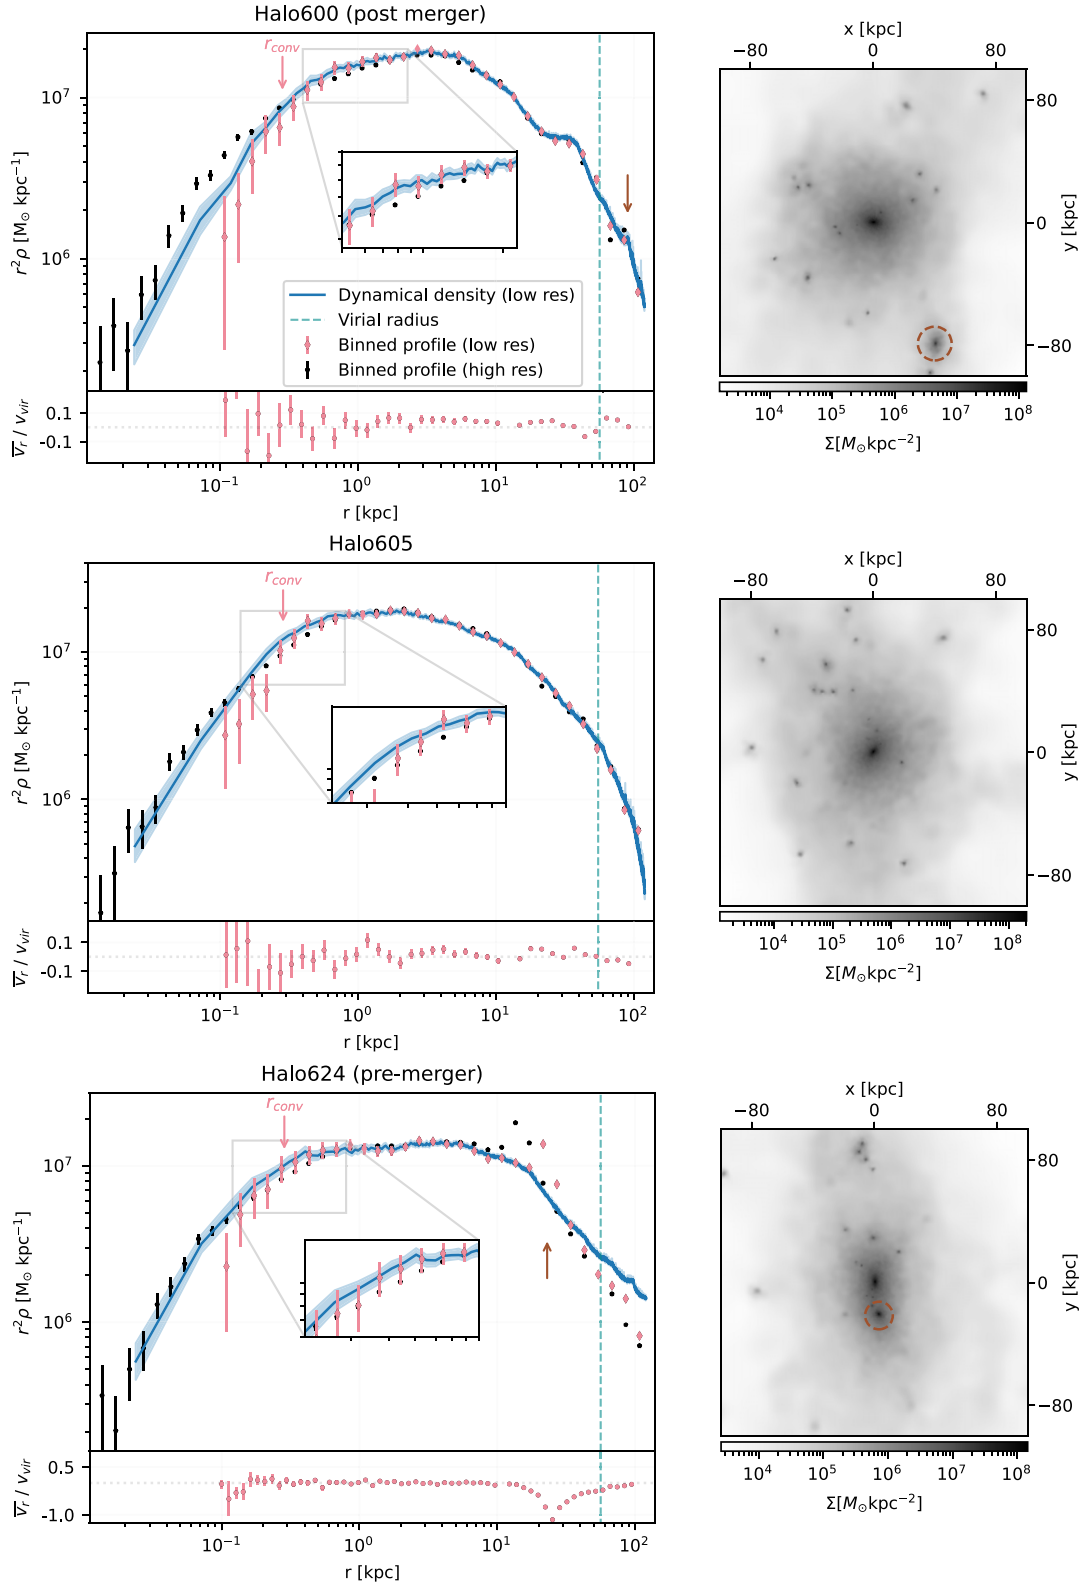 Halo600 (post merger)
r_conv
10^7
10^6
r^2ρ [M_⊙ kpc^−1]
Dynamical density (low res)
Virial radius
Binned profile (low res)
Binned profile (high res)
0.1
-0.1
v̅_r / v_vir
10^−1
10^0
10^1
10^2
r [kpc]
x [kpc]
−80
0
80
80
0
−80
y [kpc]
10^4
10^5
10^6
10^7
10^8
Σ[M_⊙kpc^−2]
Halo605
r_conv
10^7
10^6
r^2ρ [M_⊙ kpc^−1]
0.1
-0.1
v̅_r / v_vir
10^−1
10^0
10^1
10^2
r [kpc]
x [kpc]
−80
0
80
80
0
−80
y [kpc]
10^4
10^5
10^6
10^7
Σ[M_⊙kpc^−2]
Halo624 (pre-merger)
r_conv
10^7
10^6
r^2ρ [M_⊙ kpc^−1]
0.5
-1.0
v̅_r / v_vir
10^−1
10^0
10^1
10^2
r [kpc]
x [kpc]
−80
0
80
80
0
−80
y [kpc]
10^4
10^5
10^6
10^7
10^8
Σ[M_⊙kpc^−2]